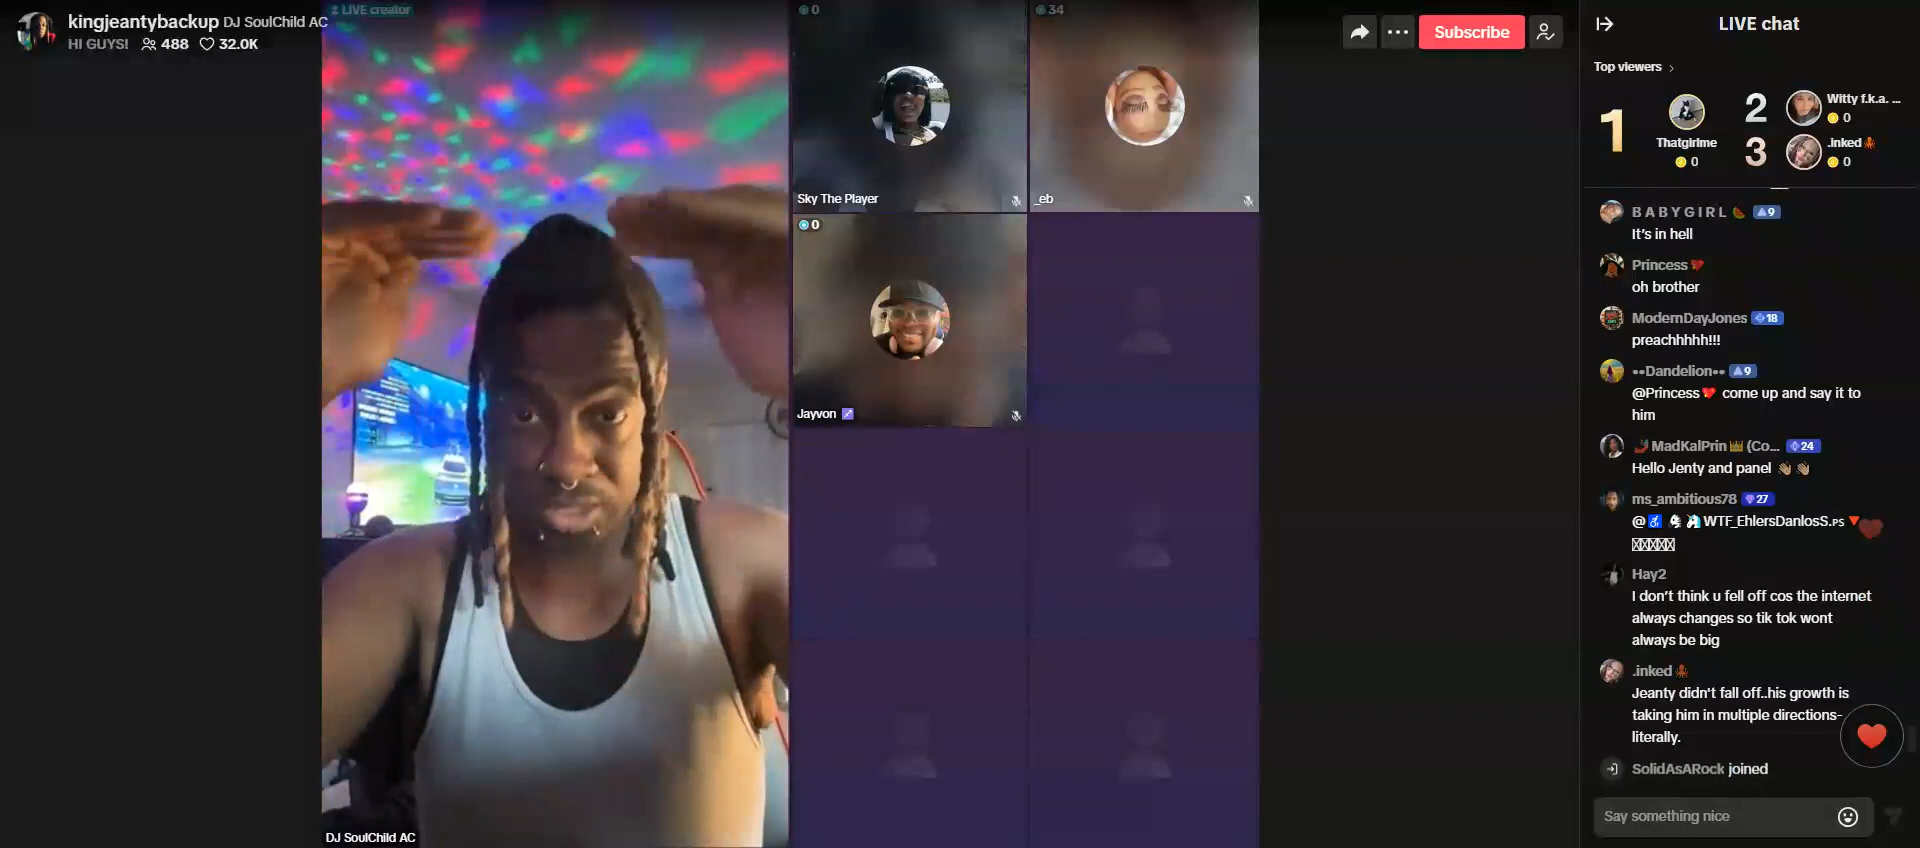 kingjeantybackup DJ SoulChild AC
HI GUYS! 488 32.0K
LIVE creator
0
34
Sky The Player
_eb
0
Jayvon
DJ SoulChild AC
Subscribe
LIVE chat
Top viewers >
1
Thatgirlme
0
2
Witty f.k.a. ...
0
3
.inked
0
B A B Y G I R L 9
It's in hell
Princess
oh brother
ModernDayJones 18
preachhhhh!!!
••Dandelion•• 9
@Princess come up and say it to
him
MadKalPrin (Co... 24
Hello Jenty and panel
ms_ambitious78 27
@ WTF_EhlersDanlosS.PS
Hay2
I don't think u fell off cos the internet
always changes so tik tok wont
always be big
.inked
Jeanty didn't fall off..his growth is
taking him in multiple directions-
literally.
SolidAsARock joined
Say something nice